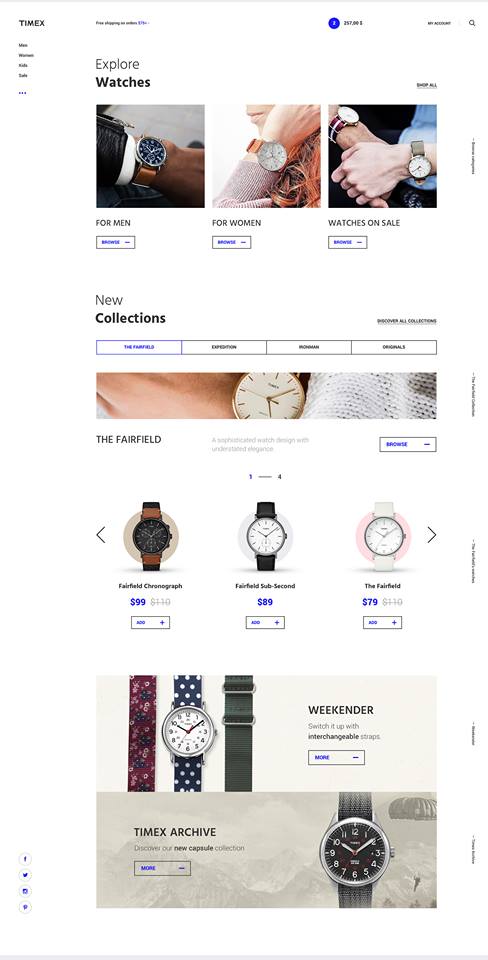 TIMEX
Free shipping on orders $75+ ›
2 257,00 $
MY ACCOUNT
Men
Women
Kids
Sale
Explore
Watches
SHOP ALL
Browse categories
FOR MEN
FOR WOMEN
WATCHES ON SALE
BROWSE
BROWSE
BROWSE
New
Collections
DISCOVER ALL COLLECTIONS
THE FAIRFIELD
EXPEDITION
IRONMAN
ORIGINALS
TIMEX
The Fairfield Collection
THE FAIRFIELD
A sophisticated watch design with
understated elegance.
BROWSE
1 4
The Fairfield's watches
Fairfield Chronograph
Fairfield Sub-Second
The Fairfield
$99 $110
$89
$79 $110
ADD +
ADD +
ADD +
WEEKENDER
Switch it up with
interchangeable straps.
MORE
Weekender
TIMEX ARCHIVE
Discover our new capsule collection
MORE
TIMEX
Timex Archive